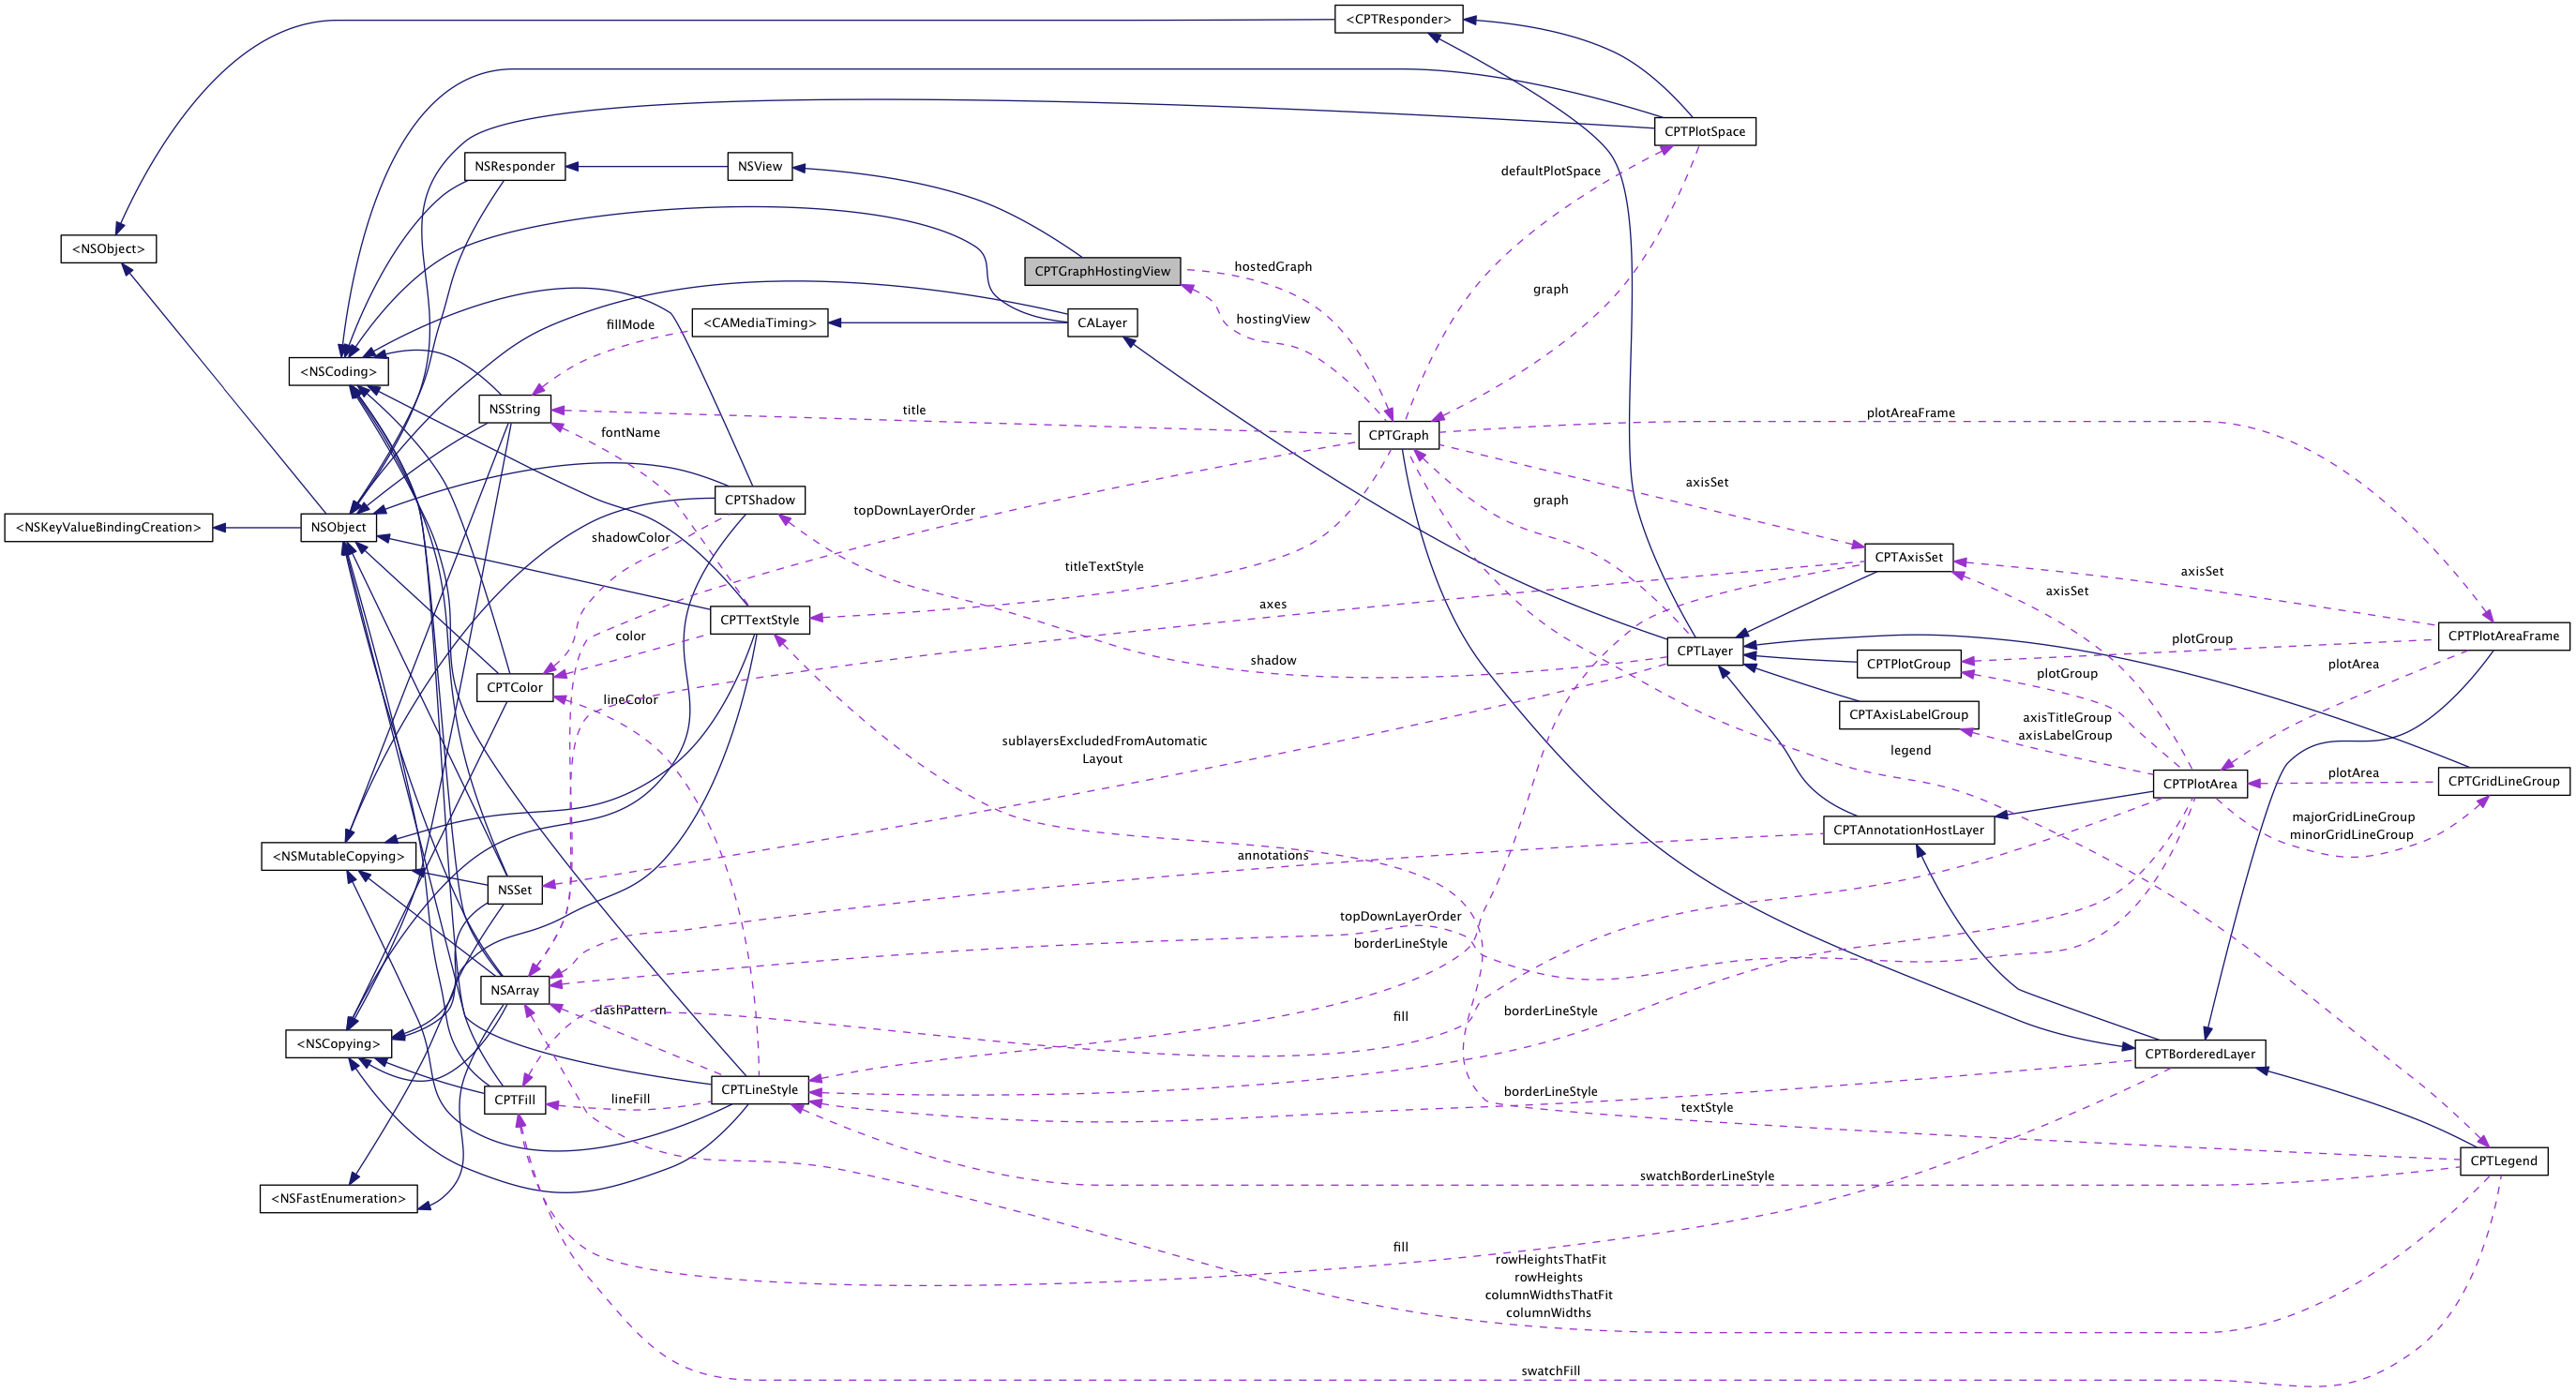 <CPTResponder>
CPTPlotSpace
NSResponder
NSView
defaultPlotSpace
<NSObject>
CPTGraphHostingView
hostedGraph
graph
hostingView
<CAMediaTiming>
CALayer
fillMode
<NSCoding>
NSString
title
plotAreaFrame
fontName
CPTGraph
axisSet
CPTShadow
graph
topDownLayerOrder
<NSKeyValueBindingCreation>
NSObject
shadowColor
CPTAxisSet
titleTextStyle
axisSet
axisSet
axes
CPTTextStyle
color
CPTPlotAreaFrame
plotGroup
CPTLayer
shadow
CPTPlotGroup
plotArea
plotGroup
CPTColor
lineColor
CPTAxisLabelGroup
axisTitleGroup
axisLabelGroup
sublayersExcludedFromAutomatic
Layout
legend
plotArea
CPTPlotArea
CPTGridLineGroup
majorGridLineGroup
minorGridLineGroup
CPTAnnotationHostLayer
<NSMutableCopying>
annotations
NSSet
topDownLayerOrder
borderLineStyle
NSArray
dashPattern
fill
borderLineStyle
<NSCopying>
CPTBorderedLayer
CPTLineStyle
CPTFill
lineFill
borderLineStyle
textStyle
CPTLegend
swatchBorderLineStyle
<NSFastEnumeration>
fill
rowHeightsThatFit
rowHeights
columnWidthsThatFit
columnWidths
swatchFill